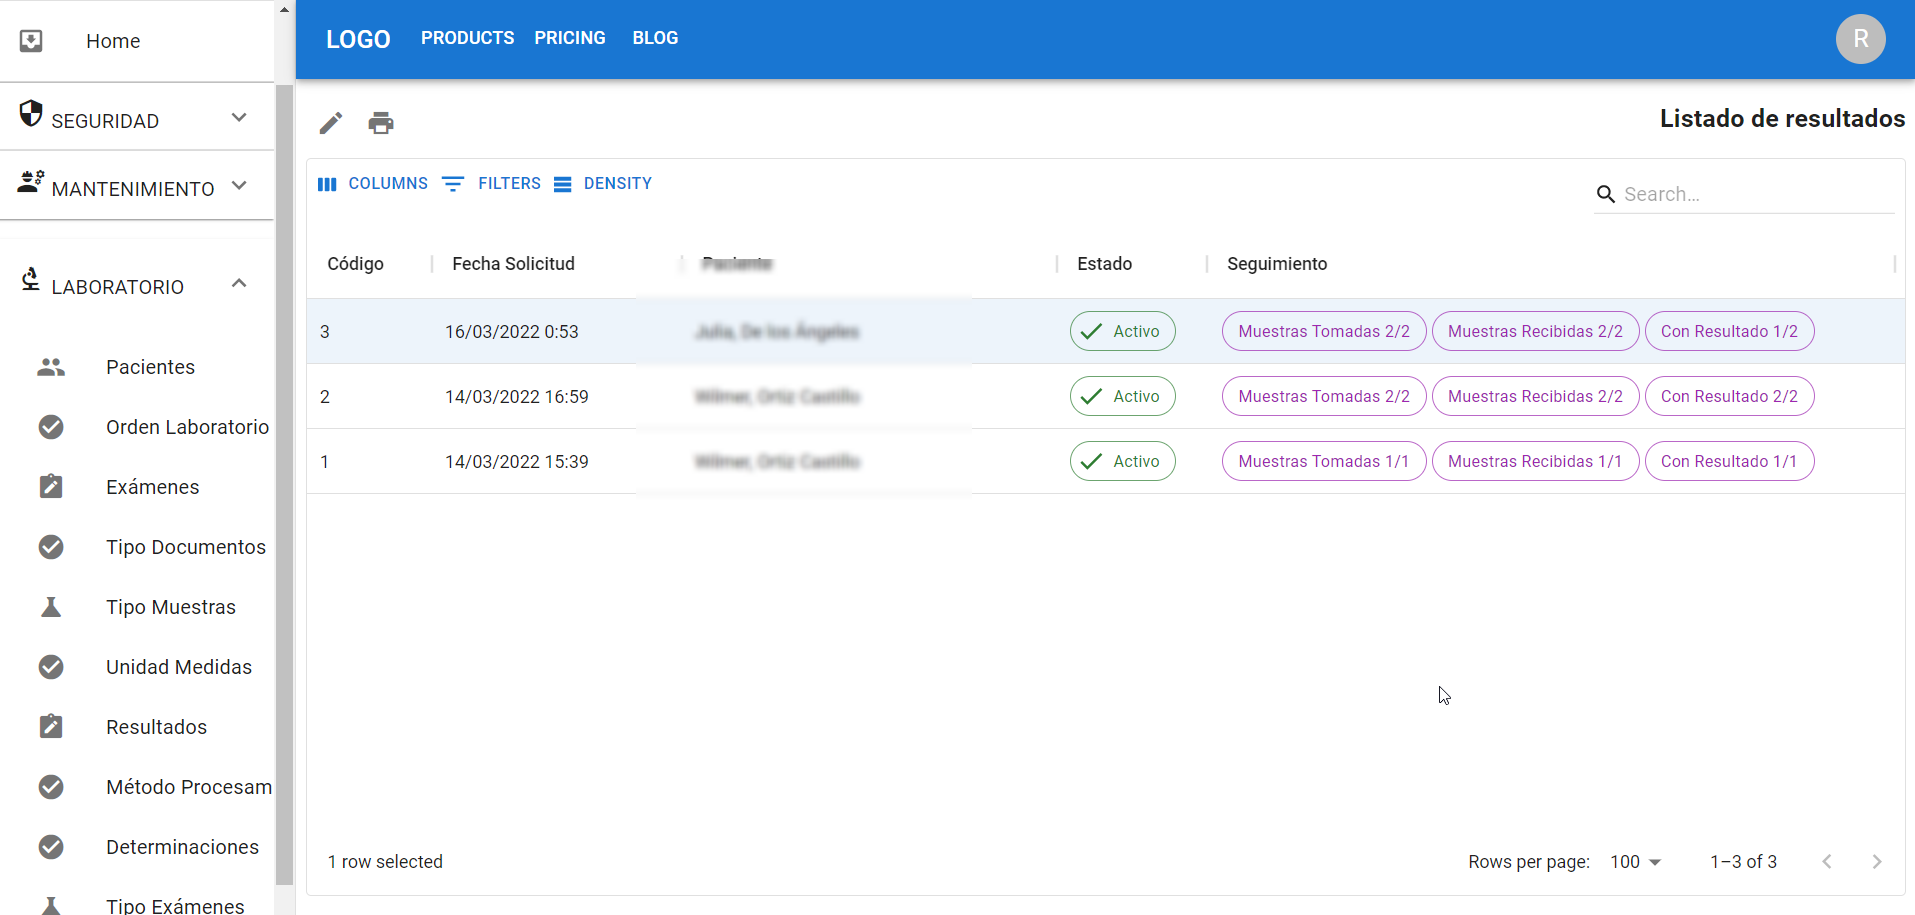 Home
SEGURIDAD
MANTENIMIENTO
LABORATORIO
Pacientes
Orden Laboratorio
Exámenes
Tipo Documentos
Tipo Muestras
Unidad Medidas
Resultados
Método Procesam
Determinaciones
Tipo Exámenes
LOGO PRODUCTS PRICING BLOG R
Listado de resultados
COLUMNS FILTERS DENSITY
Search…
Código Fecha Solicitud Estado Seguimiento
3 16/03/2022 0:53 Activo Muestras Tomadas 2/2 Muestras Recibidas 2/2 Con Resultado 1/2
2 14/03/2022 16:59 Activo Muestras Tomadas 2/2 Muestras Recibidas 2/2 Con Resultado 2/2
1 14/03/2022 15:39 Activo Muestras Tomadas 1/1 Muestras Recibidas 1/1 Con Resultado 1/1
1 row selected
Rows per page: 100 1–3 of 3